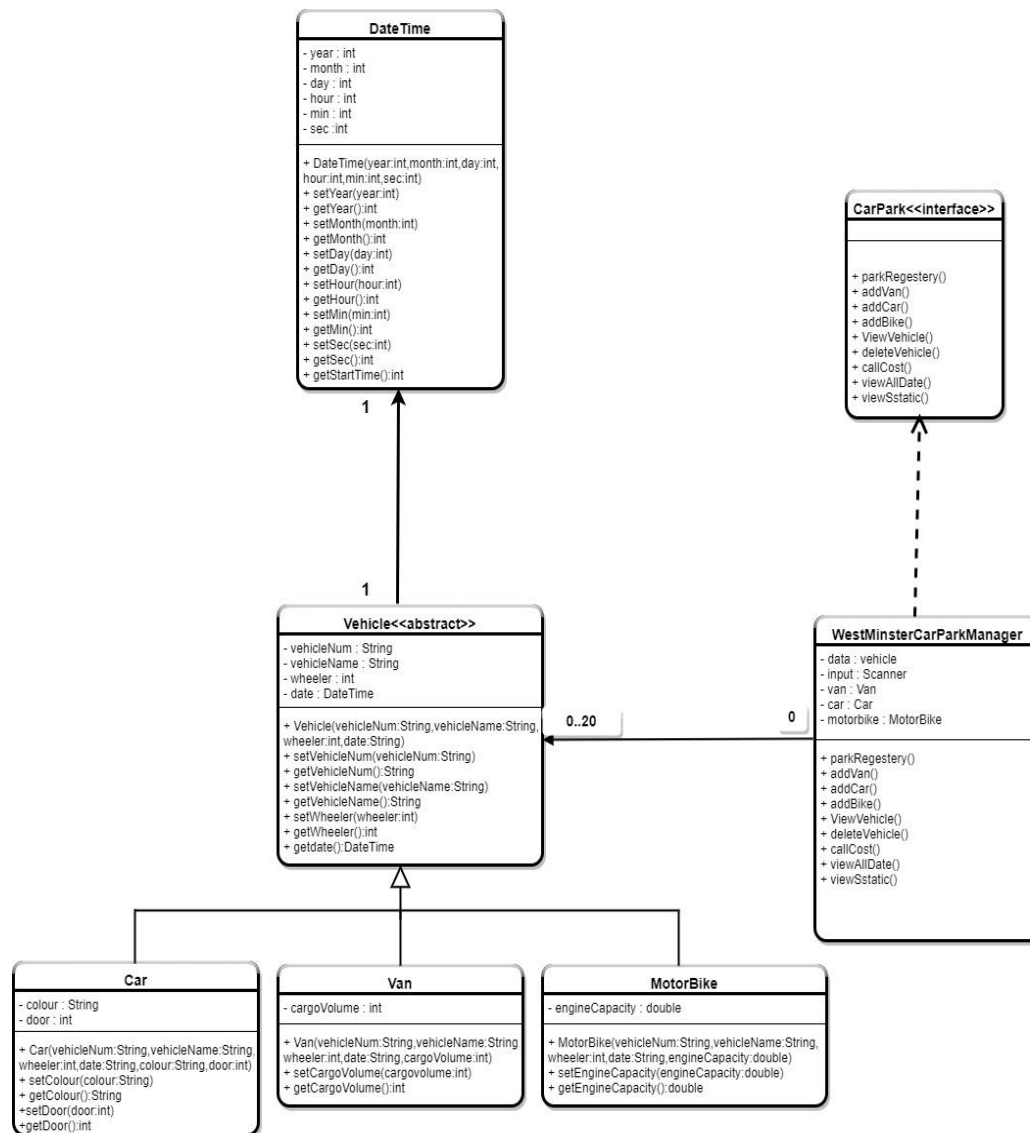 DateTime
- year : int
- month : int
- day : int
- hour : int
- min : int
- sec :int
+ DateTime(year:int,month:int,day:int,
hour:int,min:int,sec:int)
+ setYear(year:int)
+ getYear():int
+ setMonth(month:int)
+ getMonth():int
+ setDay(day:int)
+ getDay():int
+ setHour(hour:int)
+ getHour():int
+ setMin(min:int)
+ getMin():int
+ setSec(sec:int)
+ getSec():int
+ getStartTime():int
CarPark<<interface>>
+ parkRegestery()
+ addVan()
+ addCar()
+ addBike()
+ ViewVehicle()
+ deleteVehicle()
+ callCost()
+ viewAllDate()
+ viewSstatic()
1
1
Vehicle<<abstract>>
- vehicleNum : String
- vehicleName : String
- wheeler : int
- date : DateTime
+ Vehicle(vehicleNum:String,vehicleName:String,
wheeler:int,date:String)
+ setVehicleNum(vehicleNum:String)
+ getVehicleNum():String
+ setVehicleName(vehicleName:String)
+ getVehicleName():String
+ setWheeler(wheeler:int)
+ getWheeler():int
+ getdate():DateTime
0..20
0
WestMinsterCarParkManager
- data : vehicle
- input : Scanner
- van : Van
- car : Car
- motorbike : MotorBike
+ parkRegestery()
+ addVan()
+ addCar()
+ addBike()
+ ViewVehicle()
+ deleteVehicle()
+ callCost()
+ viewAllDate()
+ viewSstatic()
Car
- colour : String
- door : int
+ Car(vehicleNum:String,vehicleName:String,
wheeler:int,date:String,colour:String,door:int)
+ setColour(colour:String)
+ getColour():String
+setDoor(door:int)
+getDoor():int
Van
- cargoVolume : int
+ Van(vehicleNum:String,vehicleName:String
wheeler:int,date:String,cargoVolume:int)
+ setCargoVolume(cargovolume:int)
+ getCargoVolume():int
MotorBike
- engineCapacity : double
+ MotorBike(vehicleNum:String,vehicleName:String,
wheeler:int,date:String,engineCapacity:double)
+ setEngineCapacity(engineCapacity:double)
+ getEngineCapacity():double